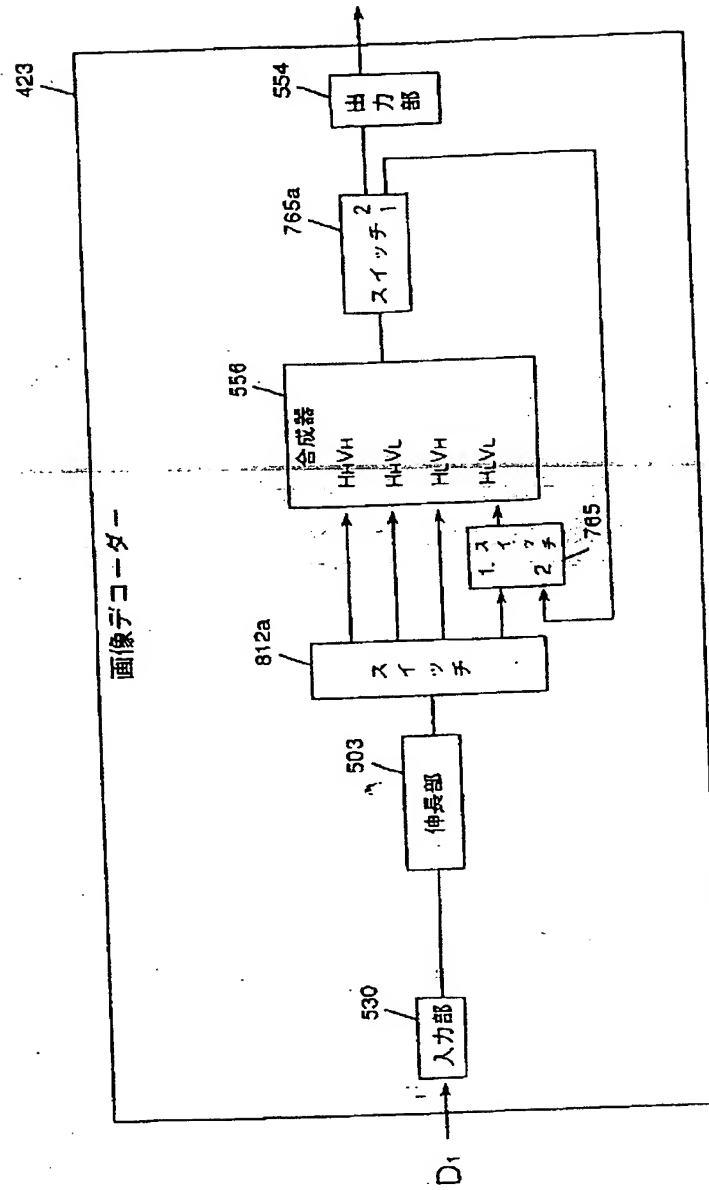 画像デコーダー
423
D1
入力部
530
伸長部
503
スイッチ
812a
1 スイッチ 2
765
合成器
HHVH
HHVL
HLVH
HLVL
556
スイッチ 2 1
765a
出力部
554